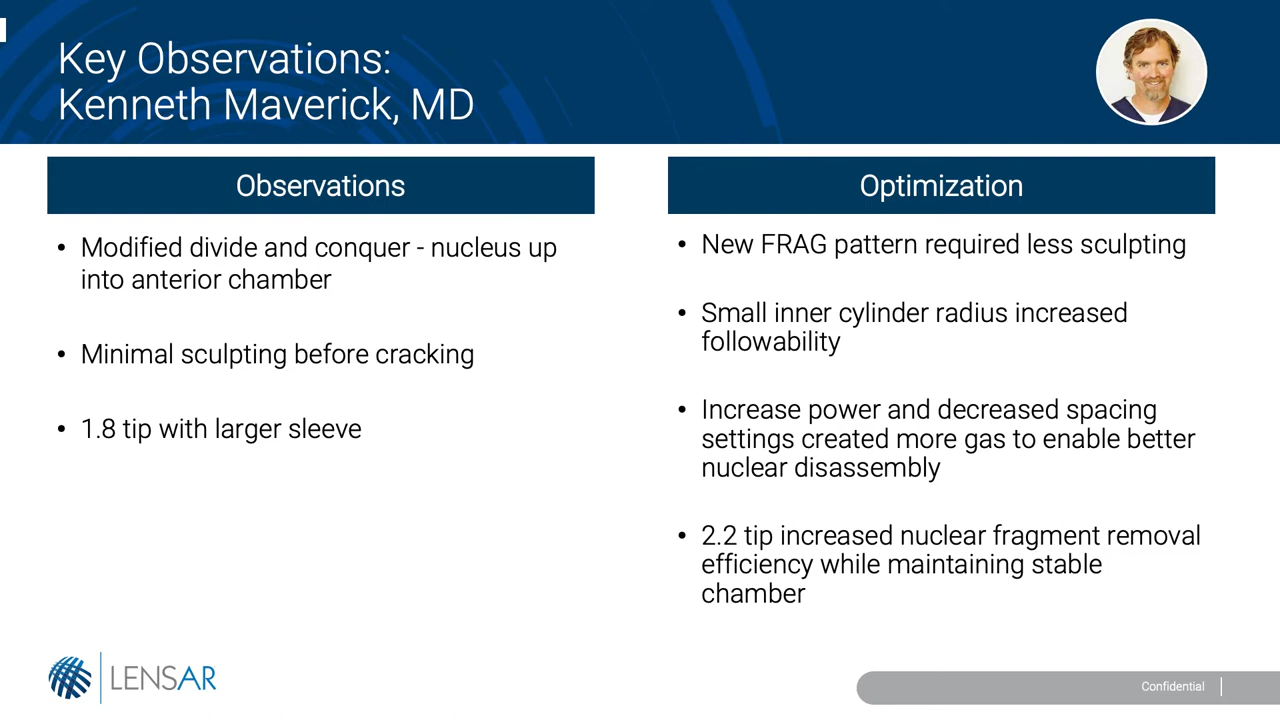 Key Observations:
Kenneth Maverick, MD
Observations
• Modified divide and conquer - nucleus up
into anterior chamber
• Minimal sculpting before cracking
• 1.8 tip with larger sleeve
Optimization
• New FRAG pattern required less sculpting
• Small inner cylinder radius increased
followability
• Increase power and decreased spacing
settings created more gas to enable better
nuclear disassembly
• 2.2 tip increased nuclear fragment removal
efficiency while maintaining stable
chamber
LENSAR
Confidential